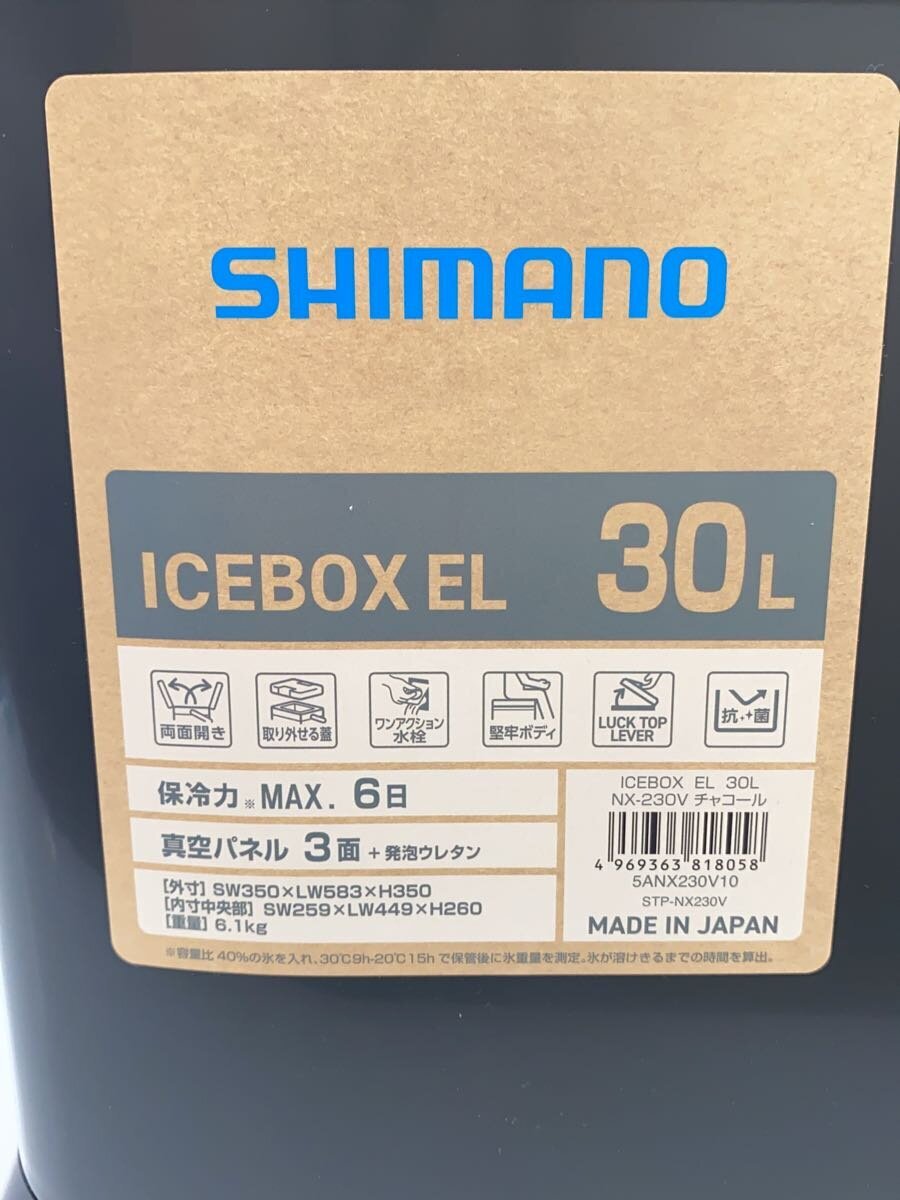 SHIMANO
ICEBOX EL 30L
両面開き
取り外せる蓋
ワンアクション
水栓
堅牢ボディ
LUCK TOP
LEVER
抗菌
保冷力※MAX. 6日
真空パネル 3面+発泡ウレタン
[外寸] SW350×LW583×H350
[内寸中央部] SW259×LW449×H260
[重量] 6.1kg
ICEBOX EL 30L
NX-230V チャコール
4 969363 818058
5ANX230V10
STP-NX230V
MADE IN JAPAN
※容量比40%の氷を入れ、30℃9h-20℃15hで保管後に氷重量を測定。氷が溶けきるまでの時間を算出。